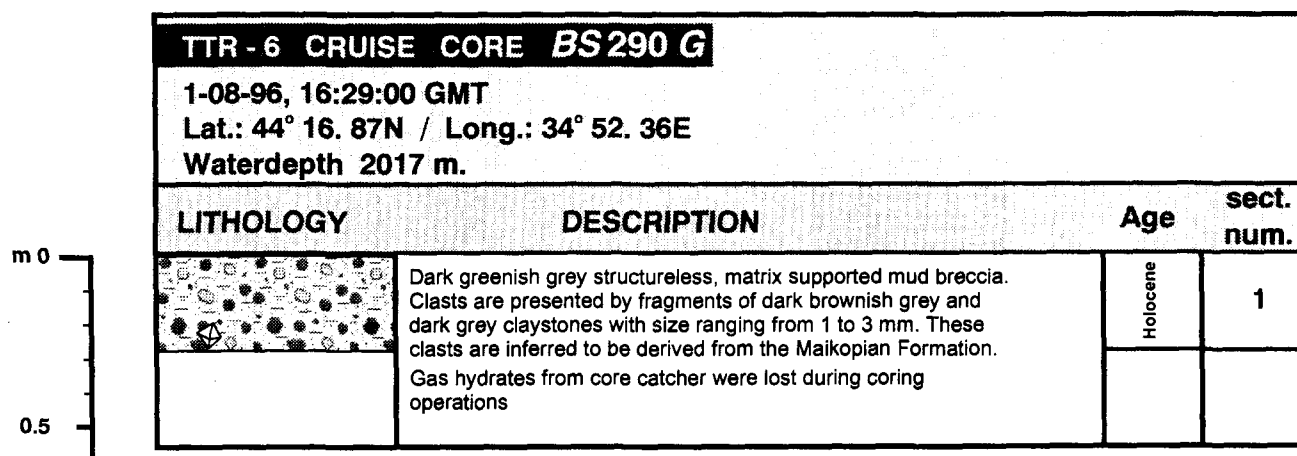 TTR - 6 CRUISE CORE BS 290 G
1-08-96, 16:29:00 GMT
Lat.: 44° 16. 87N / Long.: 34° 52. 36E
Waterdepth 2017 m.
LITHOLOGY DESCRIPTION Age sect. num.
m 0
Dark greenish grey structureless, matrix supported mud breccia.
Clasts are presented by fragments of dark brownish grey and
dark grey claystones with size ranging from 1 to 3 mm. These
clasts are inferred to be derived from the Maikopian Formation.
Gas hydrates from core catcher were lost during coring
operations
Holocene
1
0.5